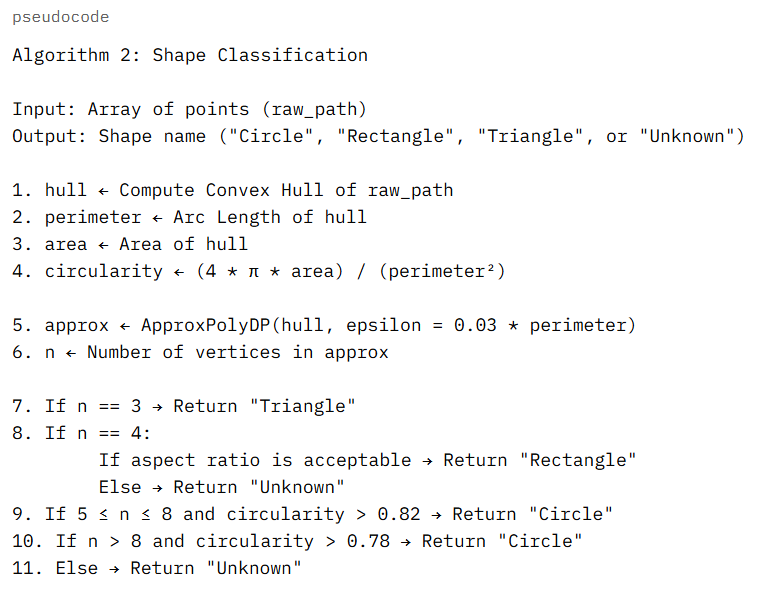 pseudocode
Algorithm 2: Shape Classification
Input: Array of points (raw_path)
Output: Shape name ("Circle", "Rectangle", "Triangle", or "Unknown")
1. hull ← Compute Convex Hull of raw_path
2. perimeter ← Arc Length of hull
3. area ← Area of hull
4. circularity ← (4 * π * area) / (perimeter²)
5. approx ← ApproxPolyDP(hull, epsilon = 0.03 * perimeter)
6. n ← Number of vertices in approx
7. If n == 3 → Return "Triangle"
8. If n == 4:
If aspect ratio is acceptable → Return "Rectangle"
Else → Return "Unknown"
9. If 5 ≤ n ≤ 8 and circularity > 0.82 → Return "Circle"
10. If n > 8 and circularity > 0.78 → Return "Circle"
11. Else → Return "Unknown"